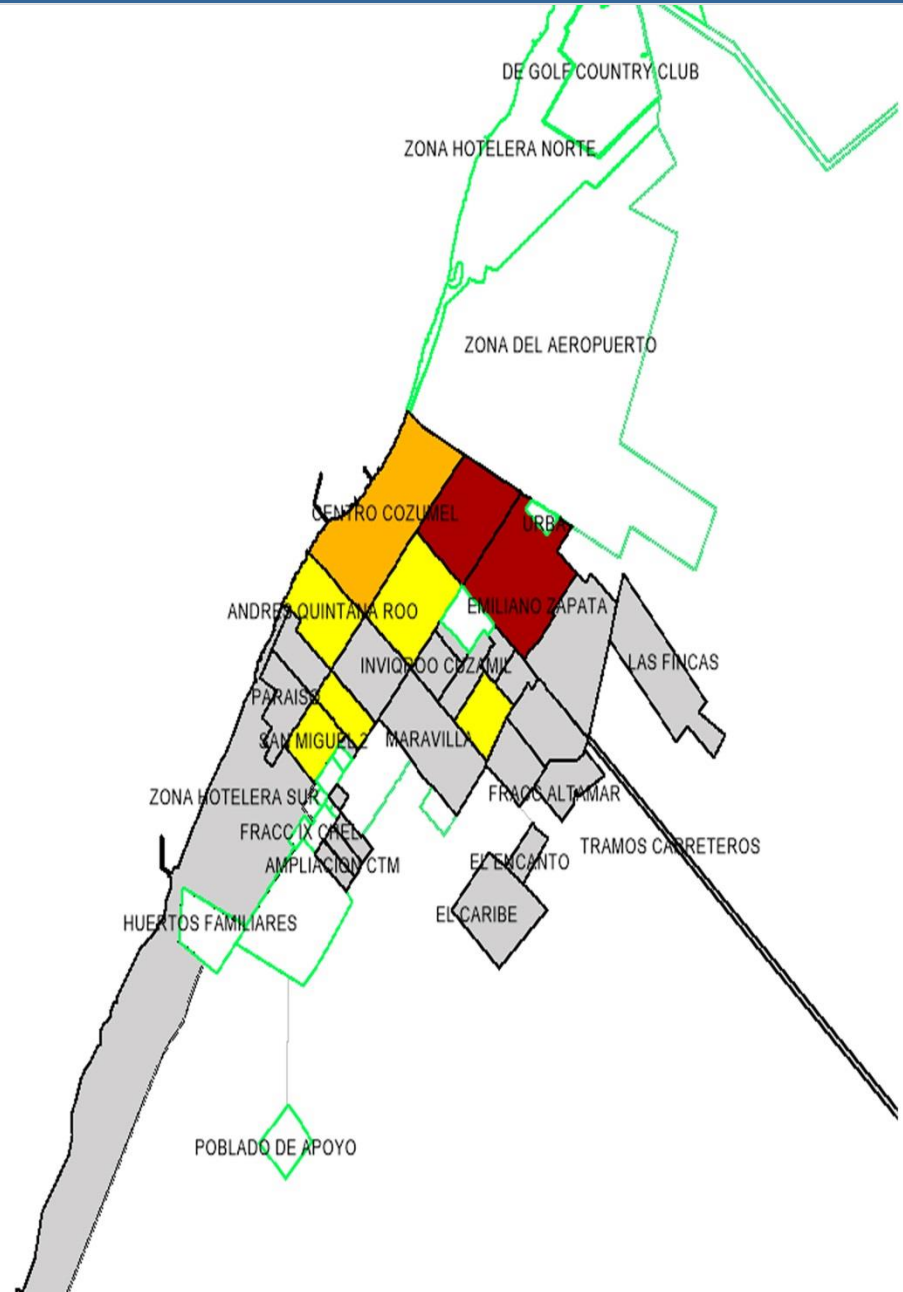 DE GOLF COUNTRY CLUB
ZONA HOTELERA NORTE
ZONA DEL AEROPUERTO
CENTRO COZUMEL
URBA
ANDRES QUINTANA ROO
EMILIANO ZAPATA
INVIQROO CUZAMIL
LAS FINCAS
PARAISO
SAN MIGUEL 2
MARAVILLA
ZONA HOTELERA SUR
FRACC ALTAMAR
FRACC IX CHEL
TRAMOS CARRETEROS
AMPLIACION CTM
EL ENCANTO
HUERTOS FAMILIARES
EL CARIBE
POBLADO DE APOYO